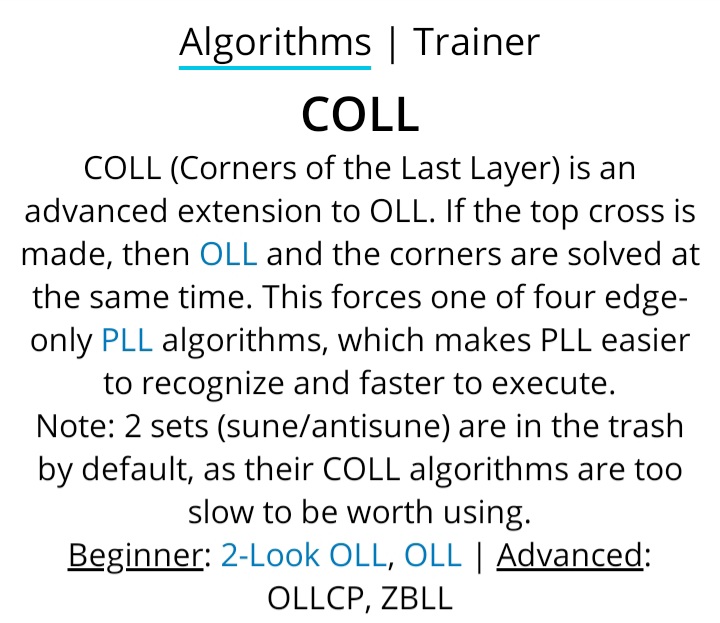 Algorithms | Trainer
COLL
COLL (Corners of the Last Layer) is an
advanced extension to OLL. If the top cross is
made, then OLL and the corners are solved at
the same time. This forces one of four edge-
only PLL algorithms, which makes PLL easier
to recognize and faster to execute.
Note: 2 sets (sune/antisune) are in the trash
by default, as their COLL algorithms are too
slow to be worth using.
Beginner: 2-Look OLL, OLL | Advanced:
OLLCP, ZBLL